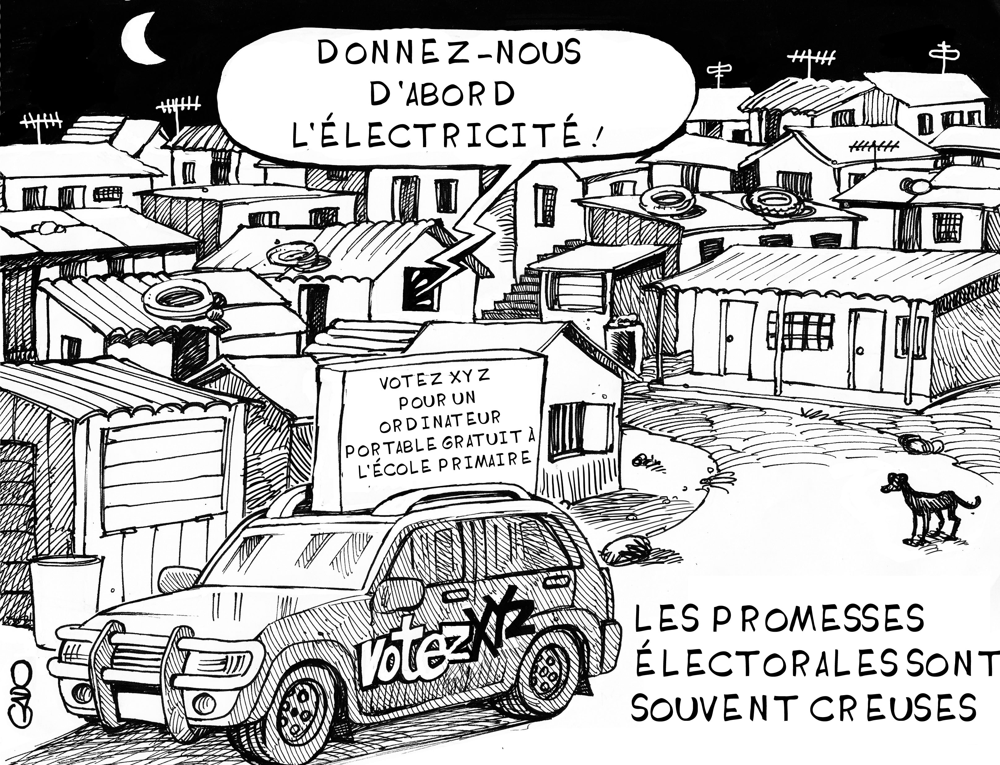 DONNEZ-NOUS
D'ABORD
L'ÉLECTRICITÉ !
VOTEZ XYZ
POUR UN
ORDINATEUR
PORTABLE GRATUIT À
L'ÉCOLE PRIMAIRE
votez XYZ
LES PROMESSES
ÉLECTORALES SONT
SOUVENT CREUSES
GADO